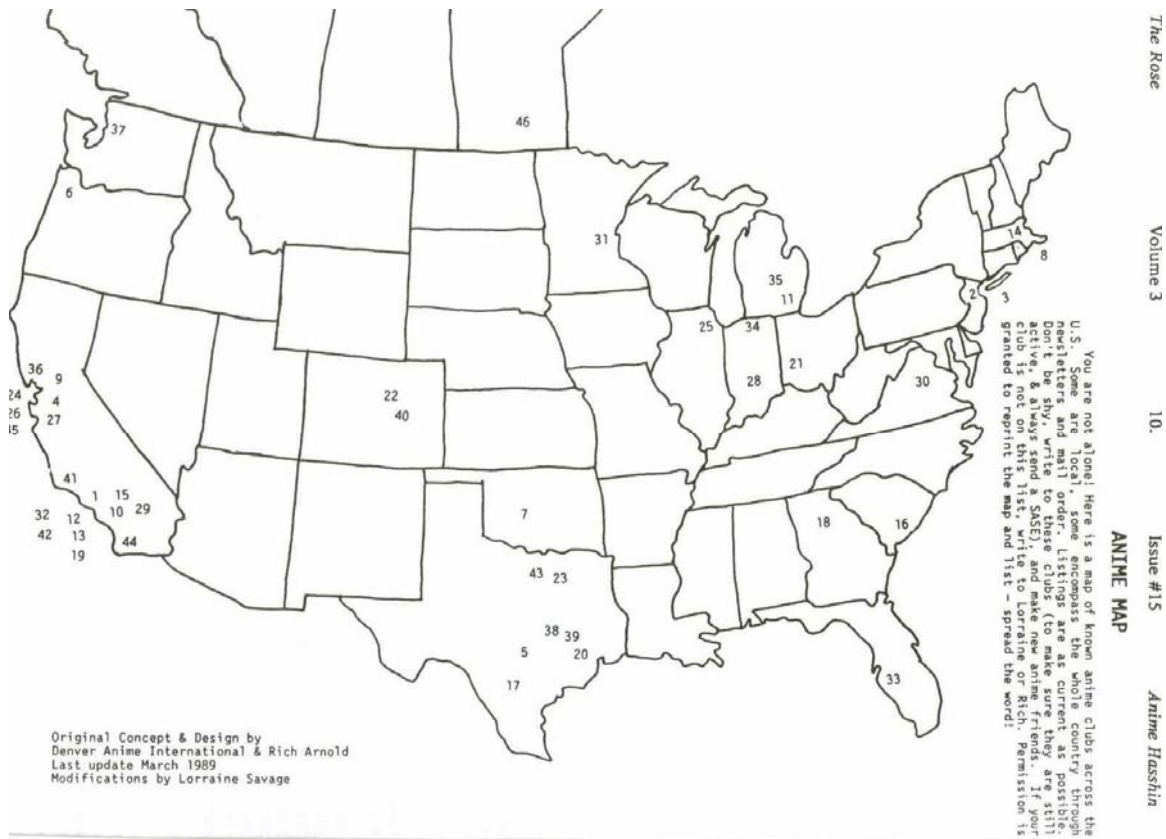 The Rose
Volume 3
10.
Issue #15
Anime Hasshin
ANIME MAP
You are not alone! Here is a map of known anime clubs across the
U.S. Some are local, some encompass the whole country through
newsletters and mail order. Listings are as current as possible.
Don't be shy, write to these clubs (to make sure they are still
active, & always send a SASE), and make new anime friends. If your
club is not on this list, write to Lorraine or Rich. Permission is
granted to reprint the map and list - spread the word!
46
37
6
31
14
8
35
11
2
3
25
34
21
28
30
36
9
24
4
26
27
45
22
40
41
1
15
10
29
32
12
42
13
44
19
7
18
16
43
23
38
39
5
20
17
33
Original Concept & Design by
Denver Anime International & Rich Arnold
Last update March 1989
Modifications by Lorraine Savage